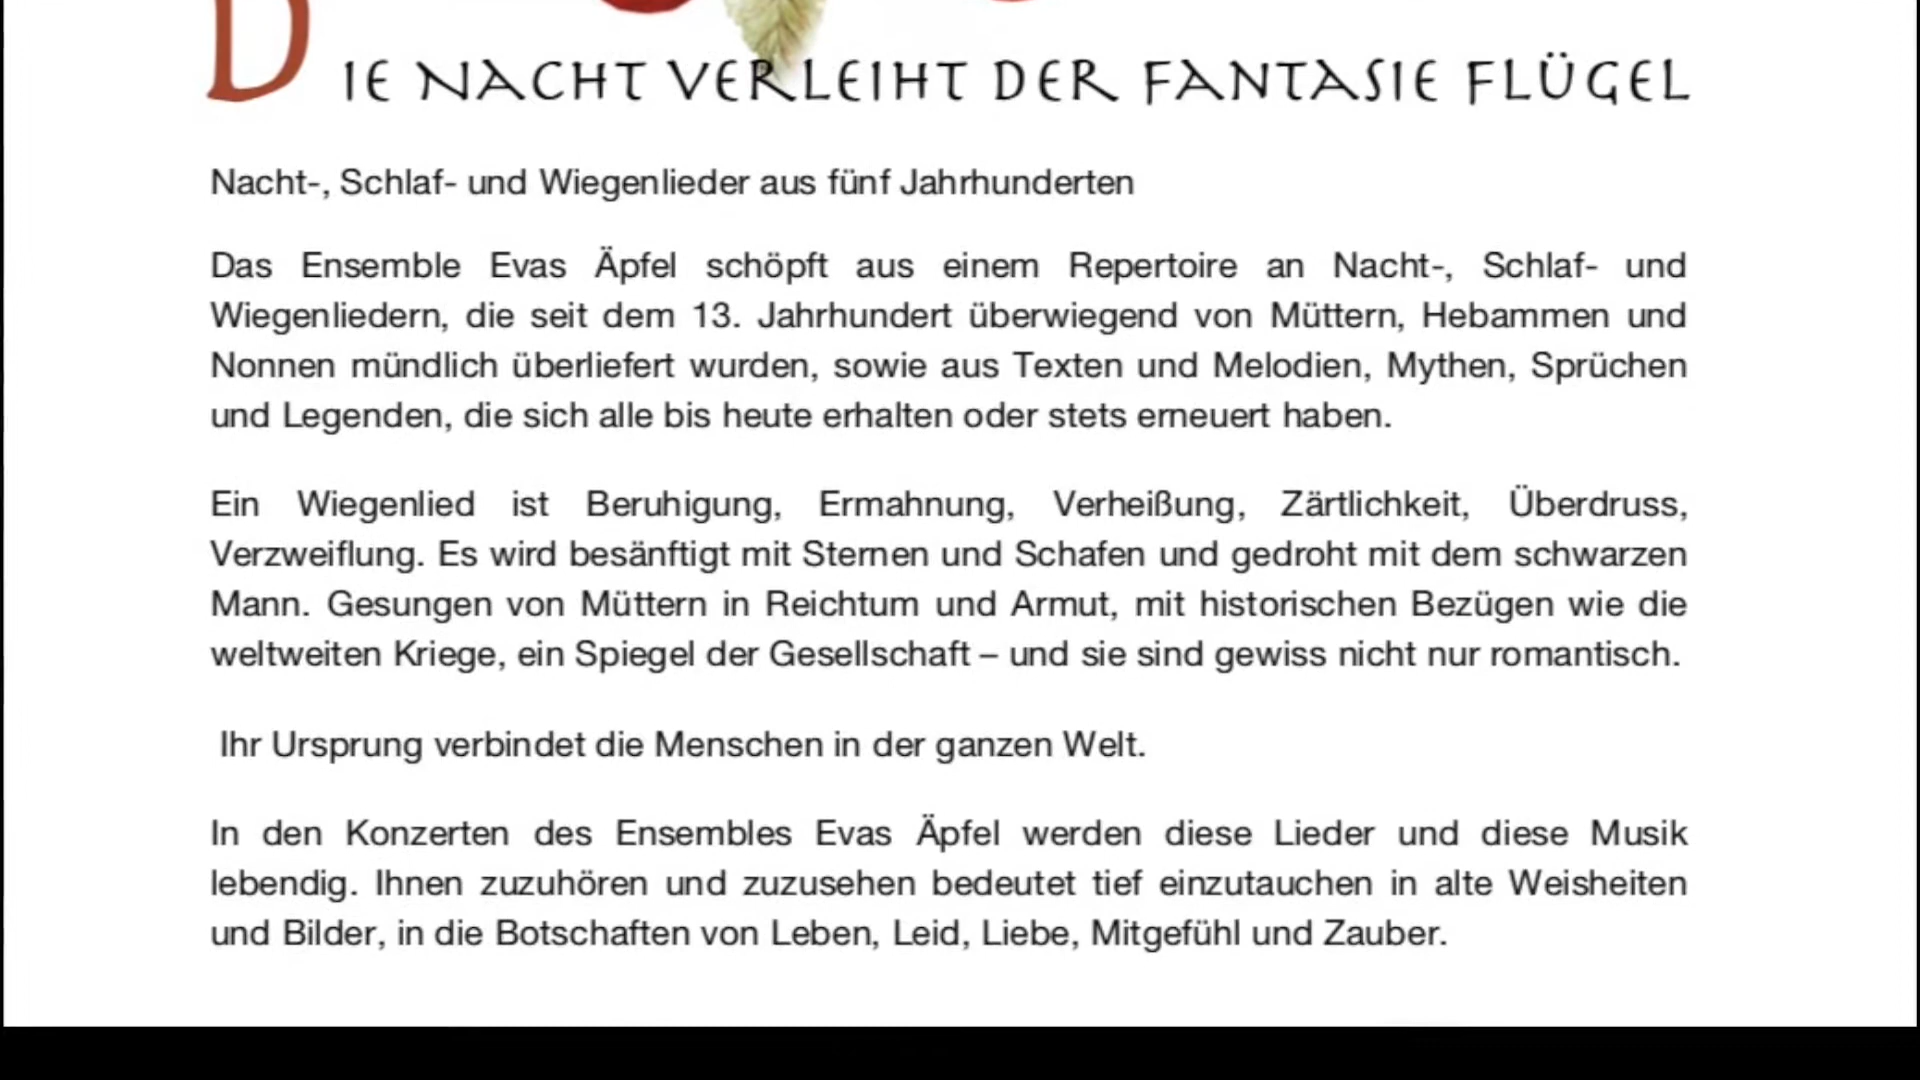 DIE NACHT VERLEIHT DER FANTASIE FLÜGEL
Nacht-, Schlaf- und Wiegenlieder aus fünf Jahrhunderten
Das Ensemble Evas Äpfel schöpft aus einem Repertoire an Nacht-, Schlaf- und
Wiegenliedern, die seit dem 13. Jahrhundert überwiegend von Müttern, Hebammen und
Nonnen mündlich überliefert wurden, sowie aus Texten und Melodien, Mythen, Sprüchen
und Legenden, die sich alle bis heute erhalten oder stets erneuert haben.
Ein Wiegenlied ist Beruhigung, Ermahnung, Verheißung, Zärtlichkeit, Überdruss,
Verzweiflung. Es wird besänftigt mit Sternen und Schafen und gedroht mit dem schwarzen
Mann. Gesungen von Müttern in Reichtum und Armut, mit historischen Bezügen wie die
weltweiten Kriege, ein Spiegel der Gesellschaft – und sie sind gewiss nicht nur romantisch.
Ihr Ursprung verbindet die Menschen in der ganzen Welt.
In den Konzerten des Ensembles Evas Äpfel werden diese Lieder und diese Musik
lebendig. Ihnen zuzuhören und zuzusehen bedeutet tief einzutauchen in alte Weisheiten
und Bilder, in die Botschaften von Leben, Leid, Liebe, Mitgefühl und Zauber.